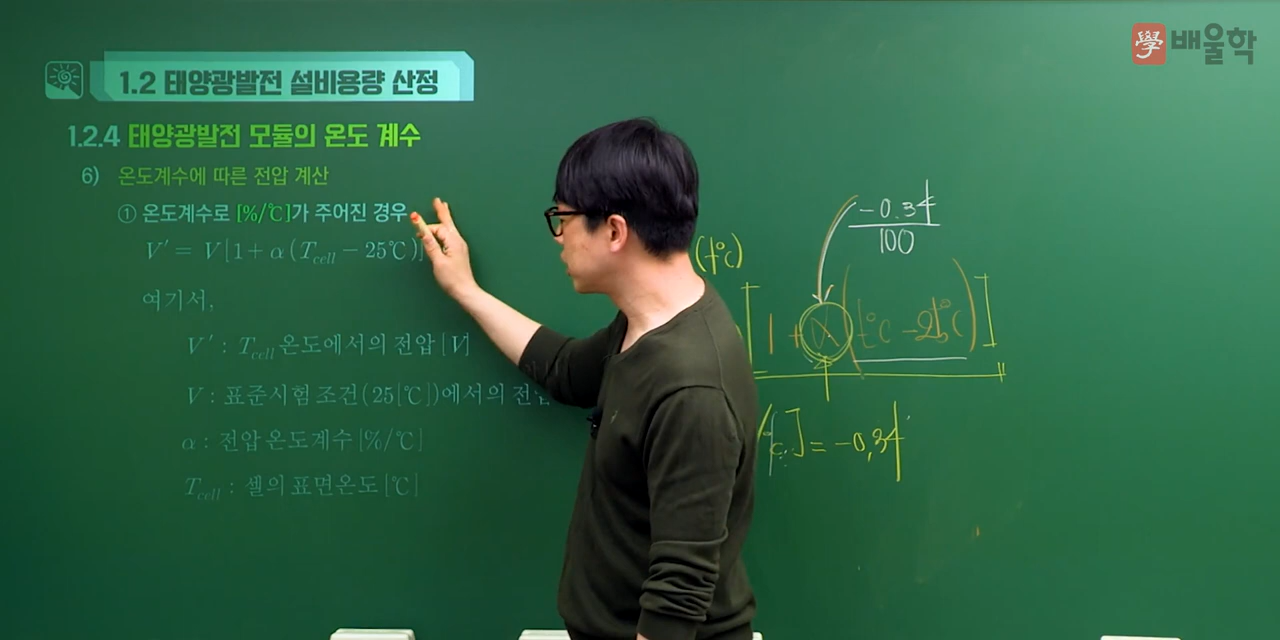 學 배울학
1.2 태양광발전 설비용량 산정
1.2.4 태양광발전 모듈의 온도 계수
6) 온도계수에 따른 전압 계산
① 온도계수로 [%/℃]가 주어진 경우
V' = V[1+α(T_cell-25℃)]
여기서,
V' : T_cell 온도에서의 전압[V]
V : 표준시험조건(25[℃])에서의 전압
α : 전압온도계수[%/℃]
T_cell : 셀의 표면온도[℃]
-0.34
100
(t℃)
[1+α(t℃-25℃)]
]=-0.34